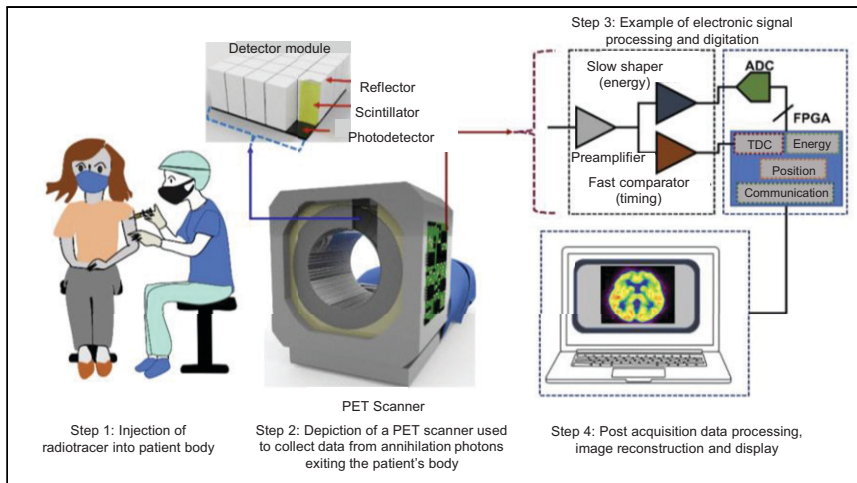 Detector module
Reflector
Scintillator
Photodetector
Step 1: Injection of
radiotracer into patient body
PET Scanner
Step 2: Depiction of a PET scanner used
to collect data from annihilation photons
exiting the patient's body
Step 3: Example of electronic signal
processing and digitation
Slow shaper
(energy)
ADC
FPGA
Preamplifier
TDC
Energy
Fast comparator
(timing)
Position
Communication
Step 4: Post acquisition data processing,
image reconstruction and display